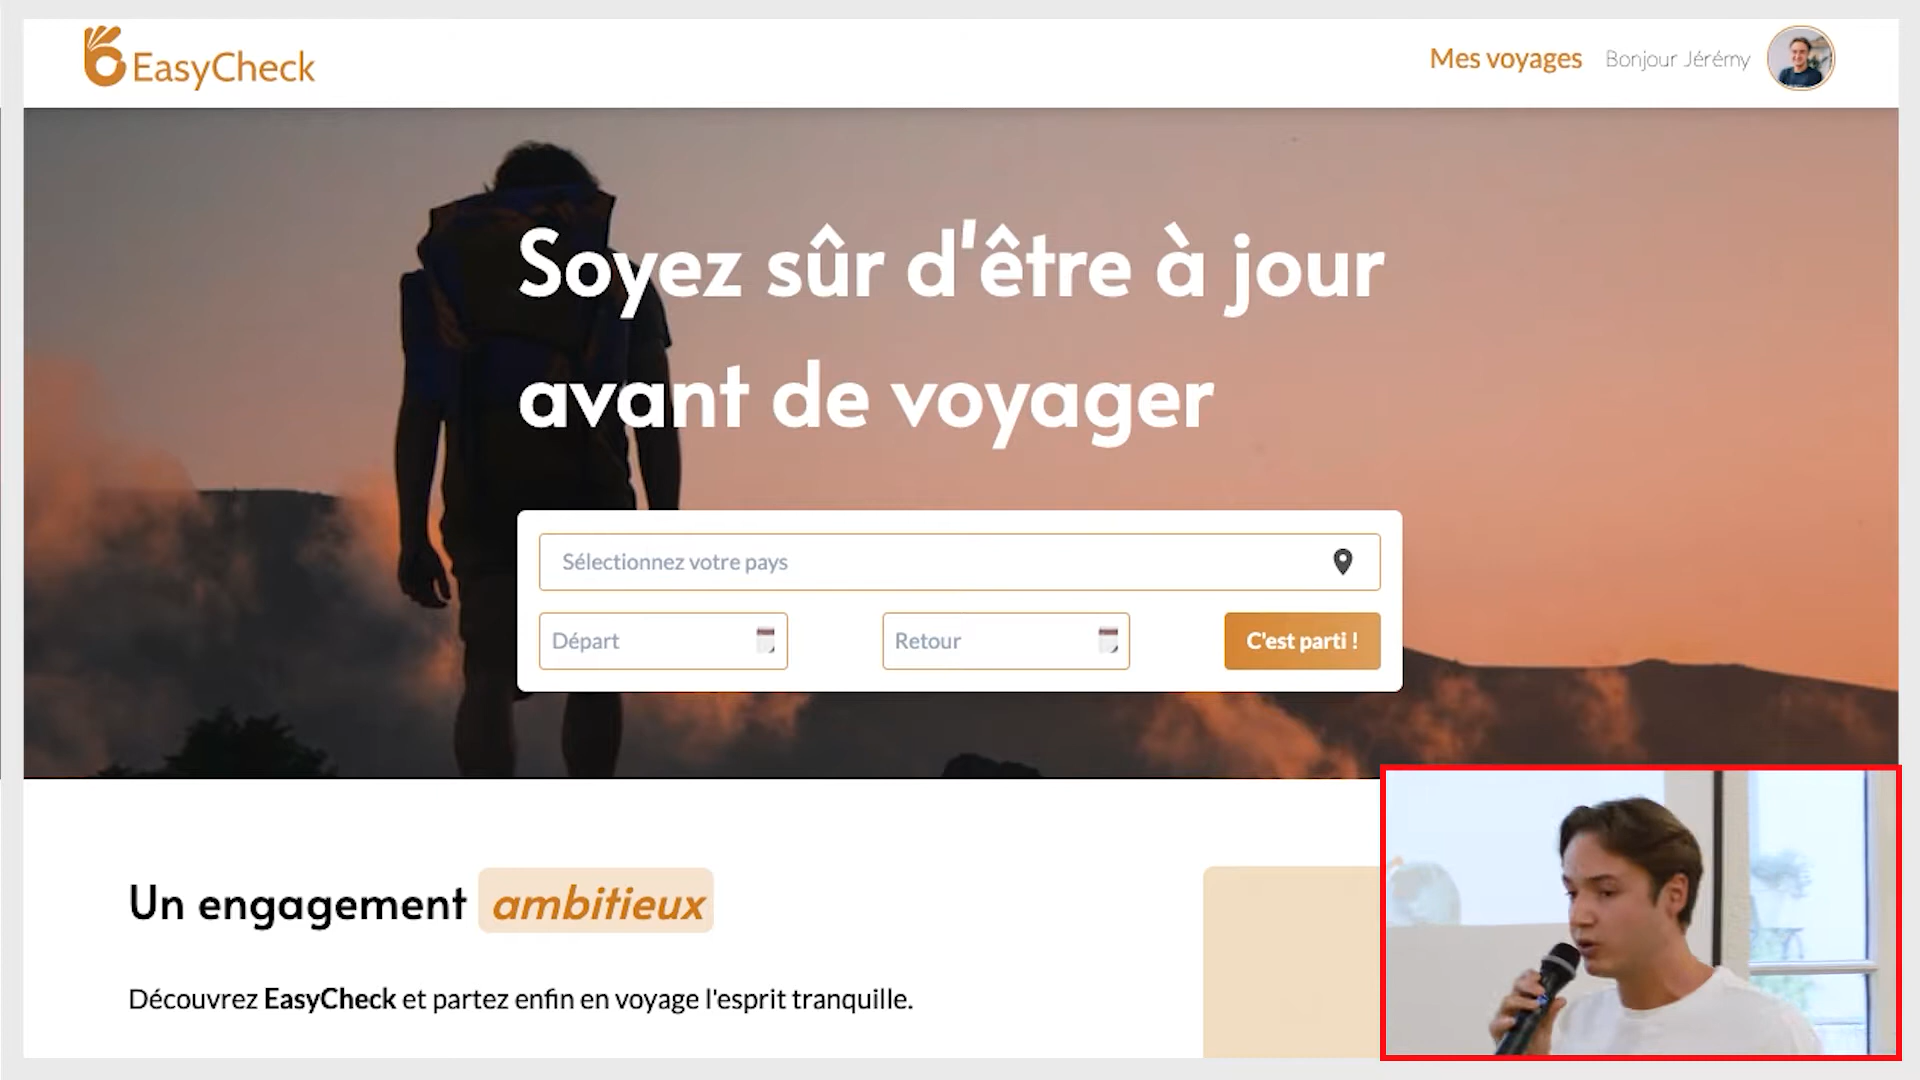 EasyCheck
Mes voyages
Bonjour Jérémy
Soyez sûr d'être à jour
avant de voyager
Sélectionnez votre pays
Départ
Retour
C'est parti !
Un engagement ambitieux
Découvrez EasyCheck et partez enfin en voyage l'esprit tranquille.